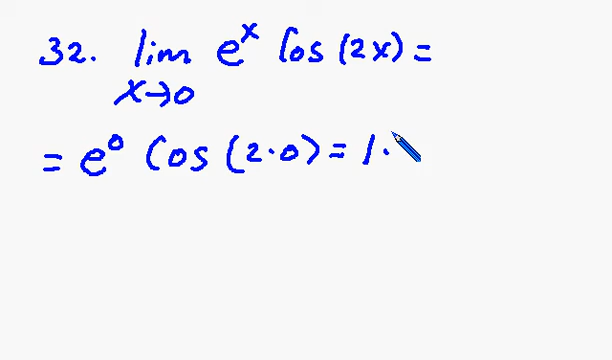 32. lim e^x cos (2x) =
x→0
= e^0 cos (2·0) = 1·